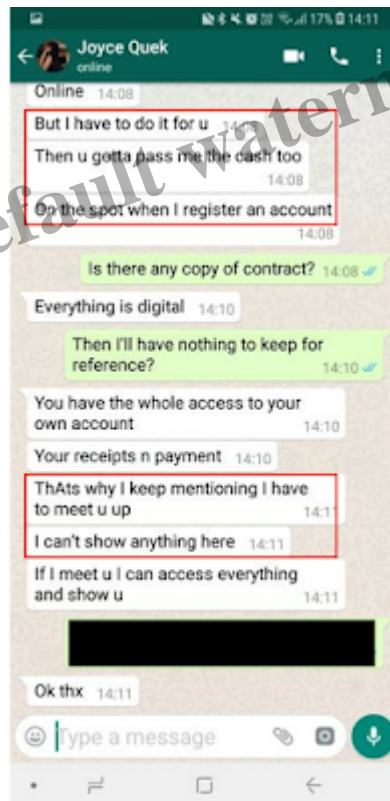 17% 14:11
Joyce Quek
online
Online 14:08
But I have to do it for u 14:08
Then u gotta pass me the cash too
14:08
On the spot when I register an account
14:08
Is there any copy of contract? 14:08
Everything is digital 14:10
Then I'll have nothing to keep for
reference?
14:10
You have the whole access to your
own account
14:10
Your receipts n payment 14:10
ThAts why I keep mentioning I have
to meet u up
14:11
I can't show anything here 14:11
If I meet u I can access everything
and show u
14:11
Ok thx 14:11
Type a message
efault watern